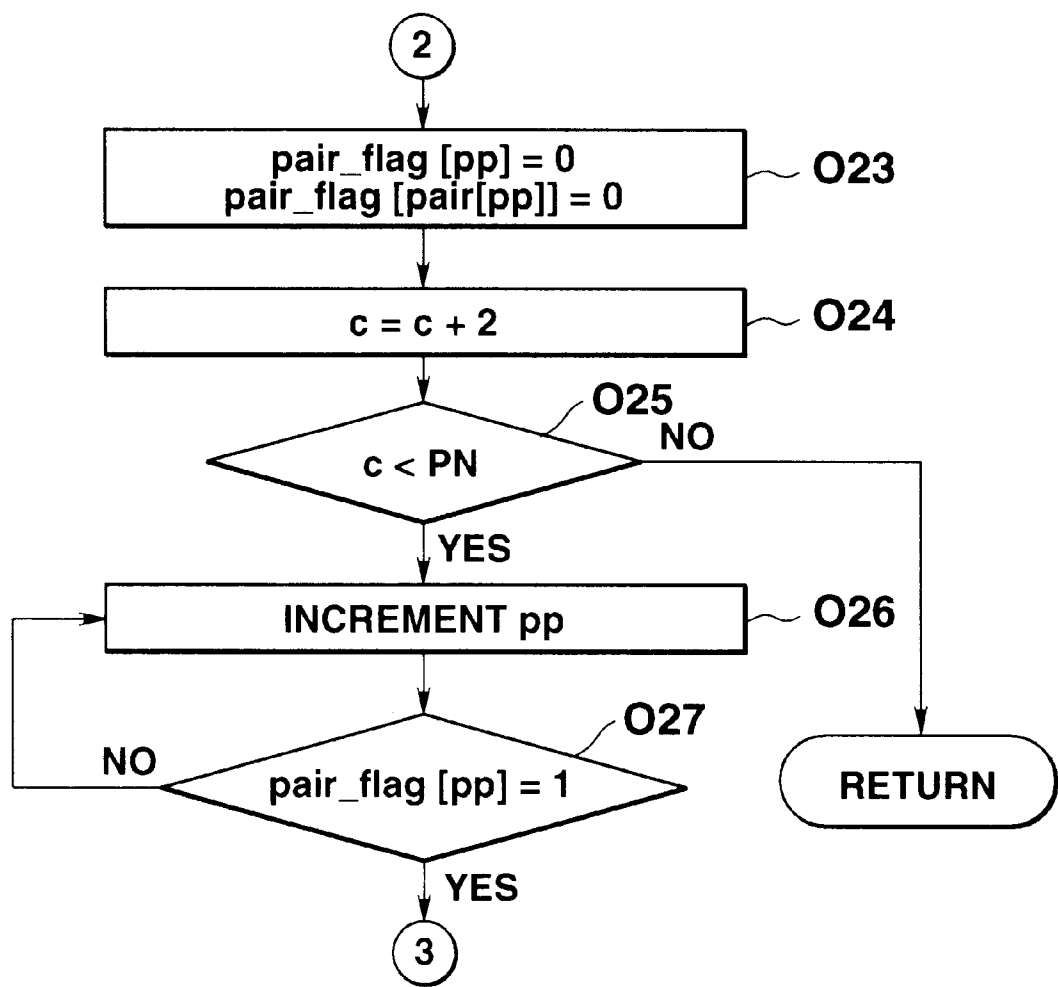 2
pair_flag [pp] = 0
pair_flag [pair[pp]] = 0
O23
c = c + 2
O24
O25
c < PN
NO
YES
INCREMENT pp
O26
O27
NO
pair_flag [pp] = 1
RETURN
YES
3